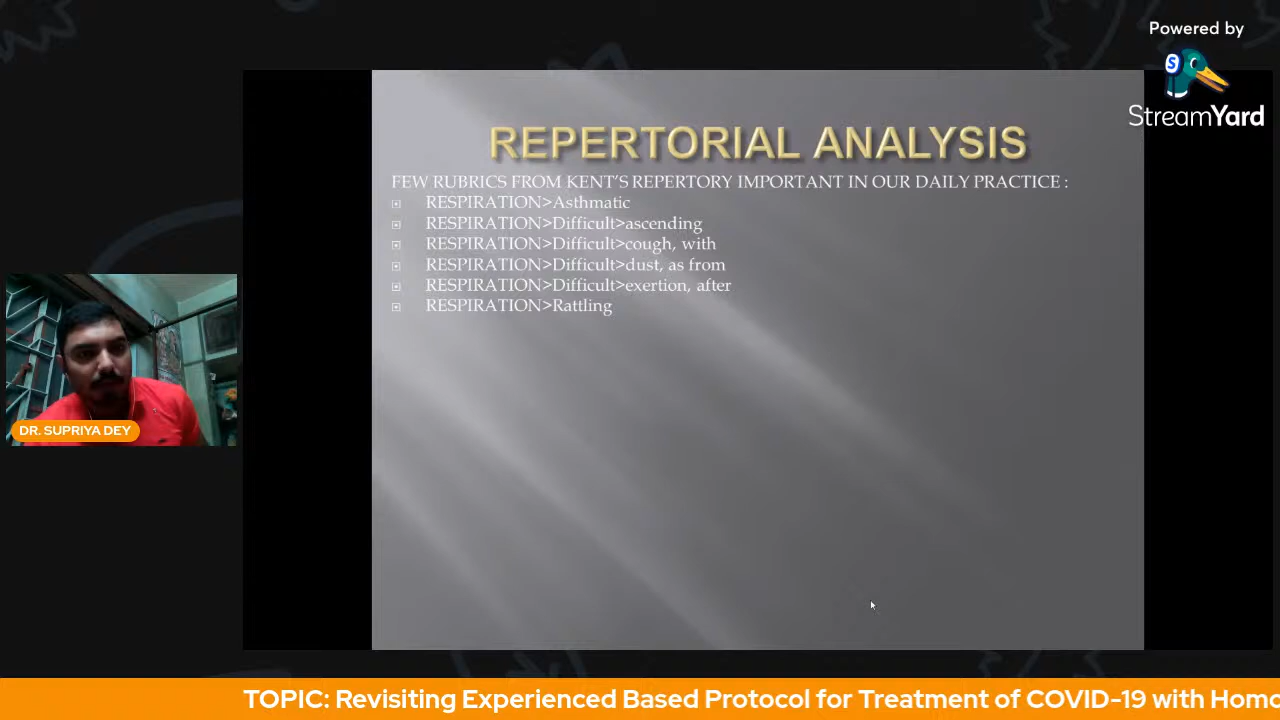 Powered by
StreamYard
REPERTORIAL ANALYSIS
FEW RUBRICS FROM KENT'S REPERTORY IMPORTANT IN OUR DAILY PRACTICE :
RESPIRATION>Asthmatic
RESPIRATION>Difficult>ascending
RESPIRATION>Difficult>cough, with
RESPIRATION>Difficult>dust, as from
RESPIRATION>Difficult>exertion, after
RESPIRATION>Rattling
DR. SUPRIYA DEY
TOPIC: Revisiting Experienced Based Protocol for Treatment of COVID-19 with Homo